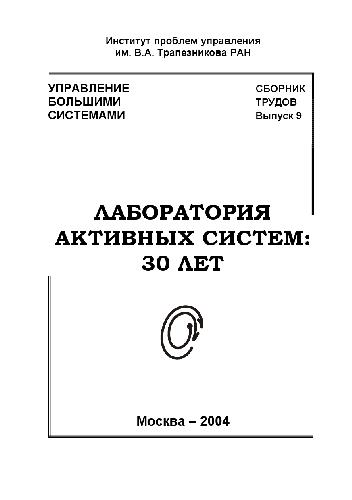 Институт проблем управления
им. В.А. Трапезникова РАН
УПРАВЛЕНИЕ
БОЛЬШИМИ
СИСТЕМАМИ
СБОРНИК
ТРУДОВ
Выпуск 9
ЛАБОРАТОРИЯ
АКТИВНЫХ СИСТЕМ:
30 ЛЕТ
Москва – 2004